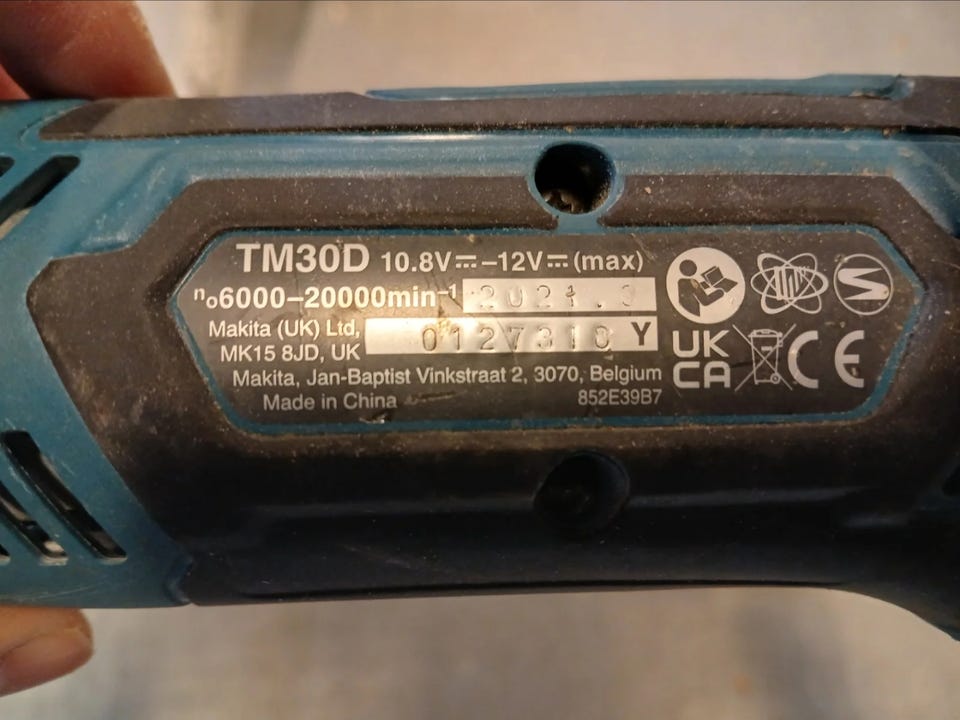 TM30D 10.8V⎓–12V⎓(max)
n₀6000–20000min⁻¹
Makita (UK) Ltd,
MK15 8JD, UK
Y
Makita, Jan-Baptist Vinkstraat 2, 3070, Belgium
Made in China 852E39B7
UK
CA
CE